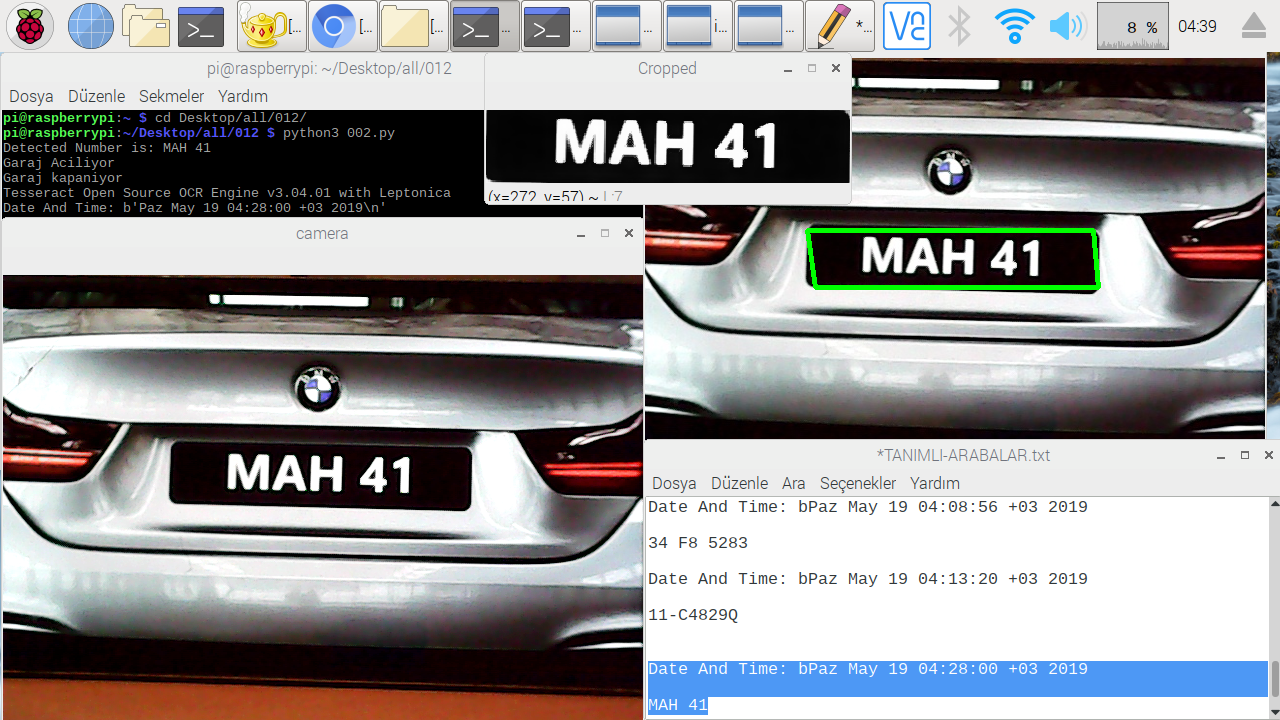 [...
[...
[...
...
...
...
i...
...
*...
8 %
04:39
pi@raspberrypi: ~/Desktop/all/012
Dosya Düzenle Sekmeler Yardım
pi@raspberrypi:~ $ cd Desktop/all/012/
pi@raspberrypi:~/Desktop/all/012 $ python3 002.py
Detected Number is: MAH 41
Garaj Aciliyor
Garaj kapaniyor
Tesseract Open Source OCR Engine v3.04.01 with Leptonica
Date And Time: b'Paz May 19 04:28:00 +03 2019\n'
Cropped
MAH 41
(x=272, y=57) ~ L:7
MAH 41
camera
MAH 41
*TANIMLI-ARABALAR.txt
Dosya Düzenle Ara Seçenekler Yardım
Date And Time: bPaz May 19 04:08:56 +03 2019
34 F8 5283
Date And Time: bPaz May 19 04:13:20 +03 2019
11-C4829Q
Date And Time: bPaz May 19 04:28:00 +03 2019
MAH 41